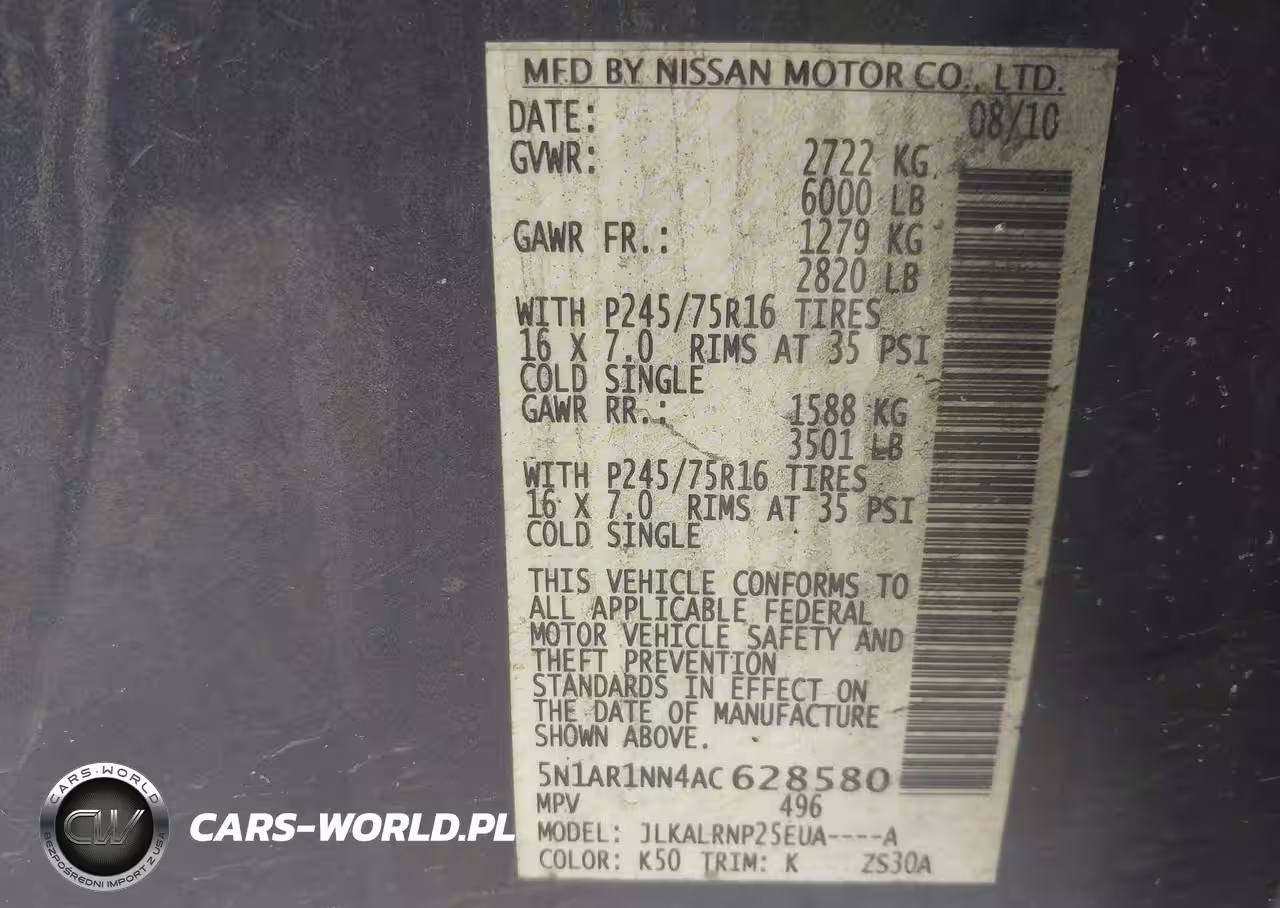 MFD BY NISSAN MOTOR CO., LTD.
DATE: 08/10
GVWR: 2722 KG
6000 LB
GAWR FR.: 1279 KG
2820 LB
WITH P245/75R16 TIRES
16 X 7.0 RIMS AT 35 PSI
COLD SINGLE
GAWR RR.: 1588 KG
3501 LB
WITH P245/75R16 TIRES
16 X 7.0 RIMS AT 35 PSI
COLD SINGLE
THIS VEHICLE CONFORMS TO
ALL APPLICABLE FEDERAL
MOTOR VEHICLE SAFETY AND
THEFT PREVENTION
STANDARDS IN EFFECT ON
THE DATE OF MANUFACTURE
SHOWN ABOVE.
5N1AR1NN4AC628580
MPV 496
MODEL: JLKALRNP25EUA----A
COLOR: K50 TRIM: K ZS30A
CARS-WORLD
CW
BEZPOŚREDNI IMPORT Z USA
CARS-WORLD.PL